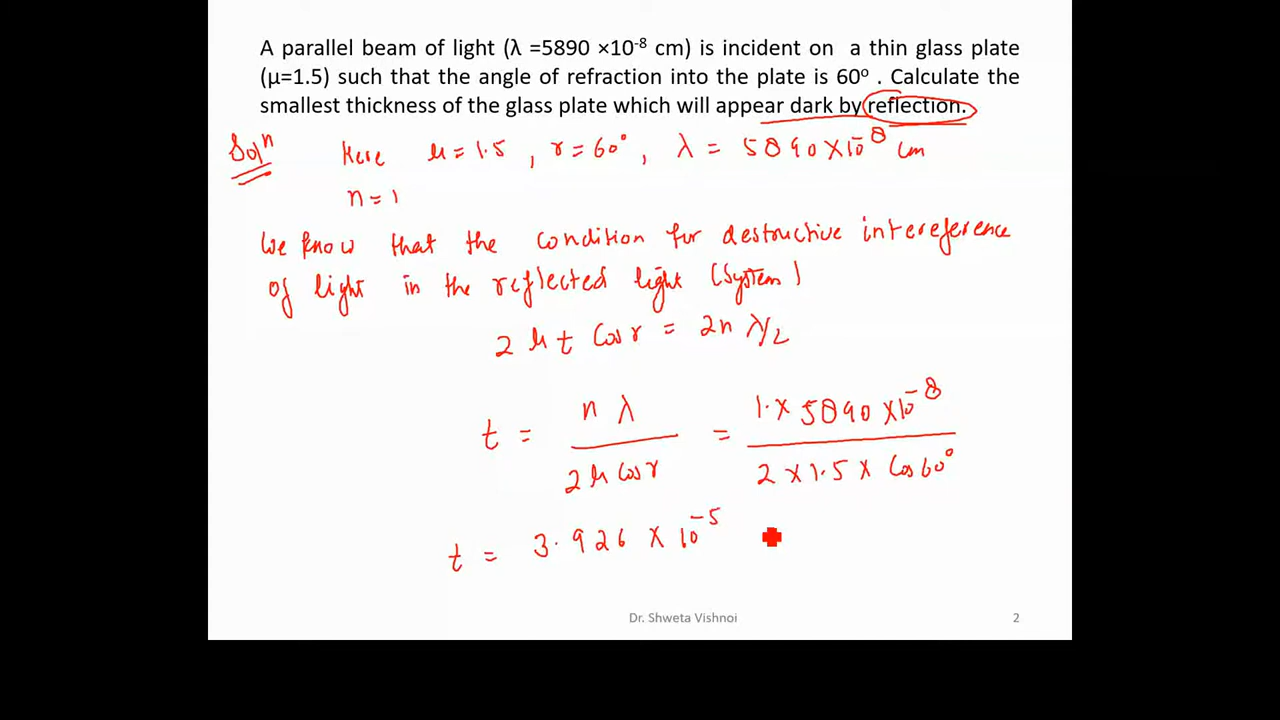 A parallel beam of light (λ =5890 ×10⁻⁸ cm) is incident on a thin glass plate
(μ=1.5) such that the angle of refraction into the plate is 60ᵒ . Calculate the
smallest thickness of the glass plate which will appear dark by reflection.
Solⁿ Here μ = 1.5 , r = 60° , λ = 5890 × 10⁻⁸ cm
n = 1
We know that the condition for destructive intereference
of light in the reflected light (System)
2 μ t Cos r = 2n λ/2
t = n λ / 2 μ Cos r = 1 × 5890 × 10⁻⁸ / 2 × 1.5 × Cos 60°
t = 3.926 × 10⁻⁵
Dr. Shweta Vishnoi 2